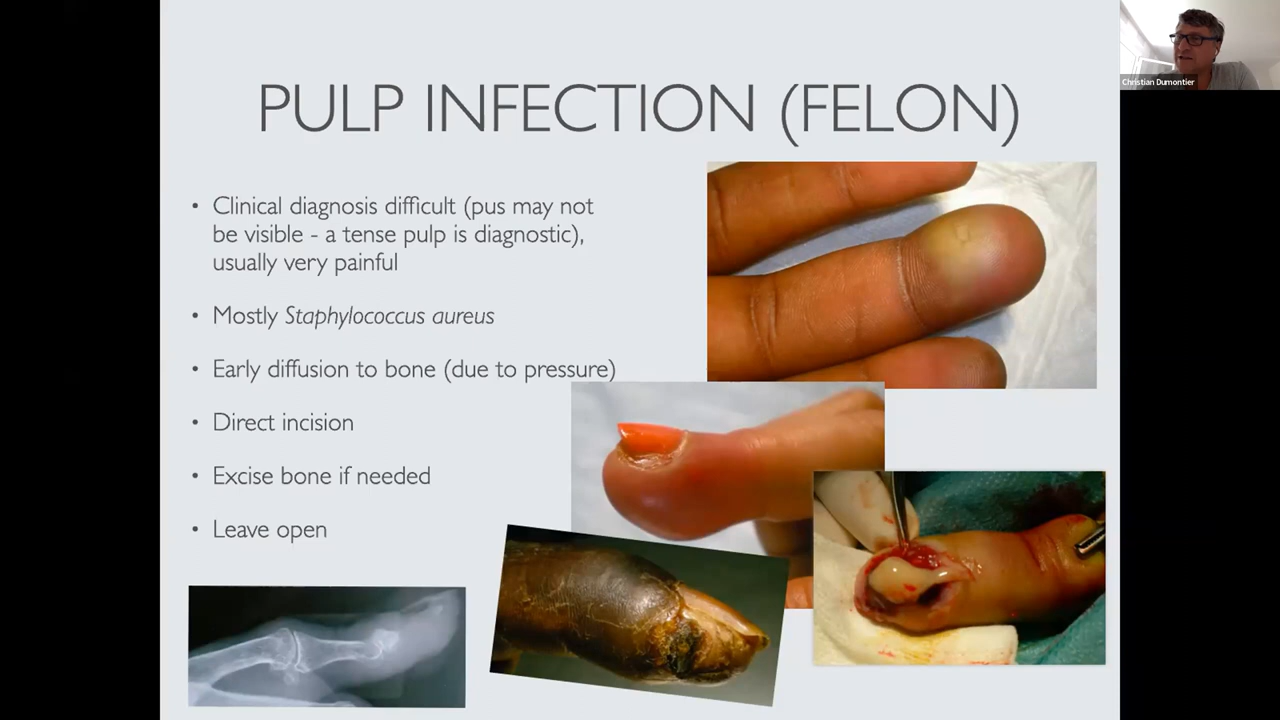 Christian Dumontier
PULP INFECTION (FELON)
• Clinical diagnosis difficult (pus may not
be visible - a tense pulp is diagnostic),
usually very painful
• Mostly Staphylococcus aureus
• Early diffusion to bone (due to pressure)
• Direct incision
• Excise bone if needed
• Leave open